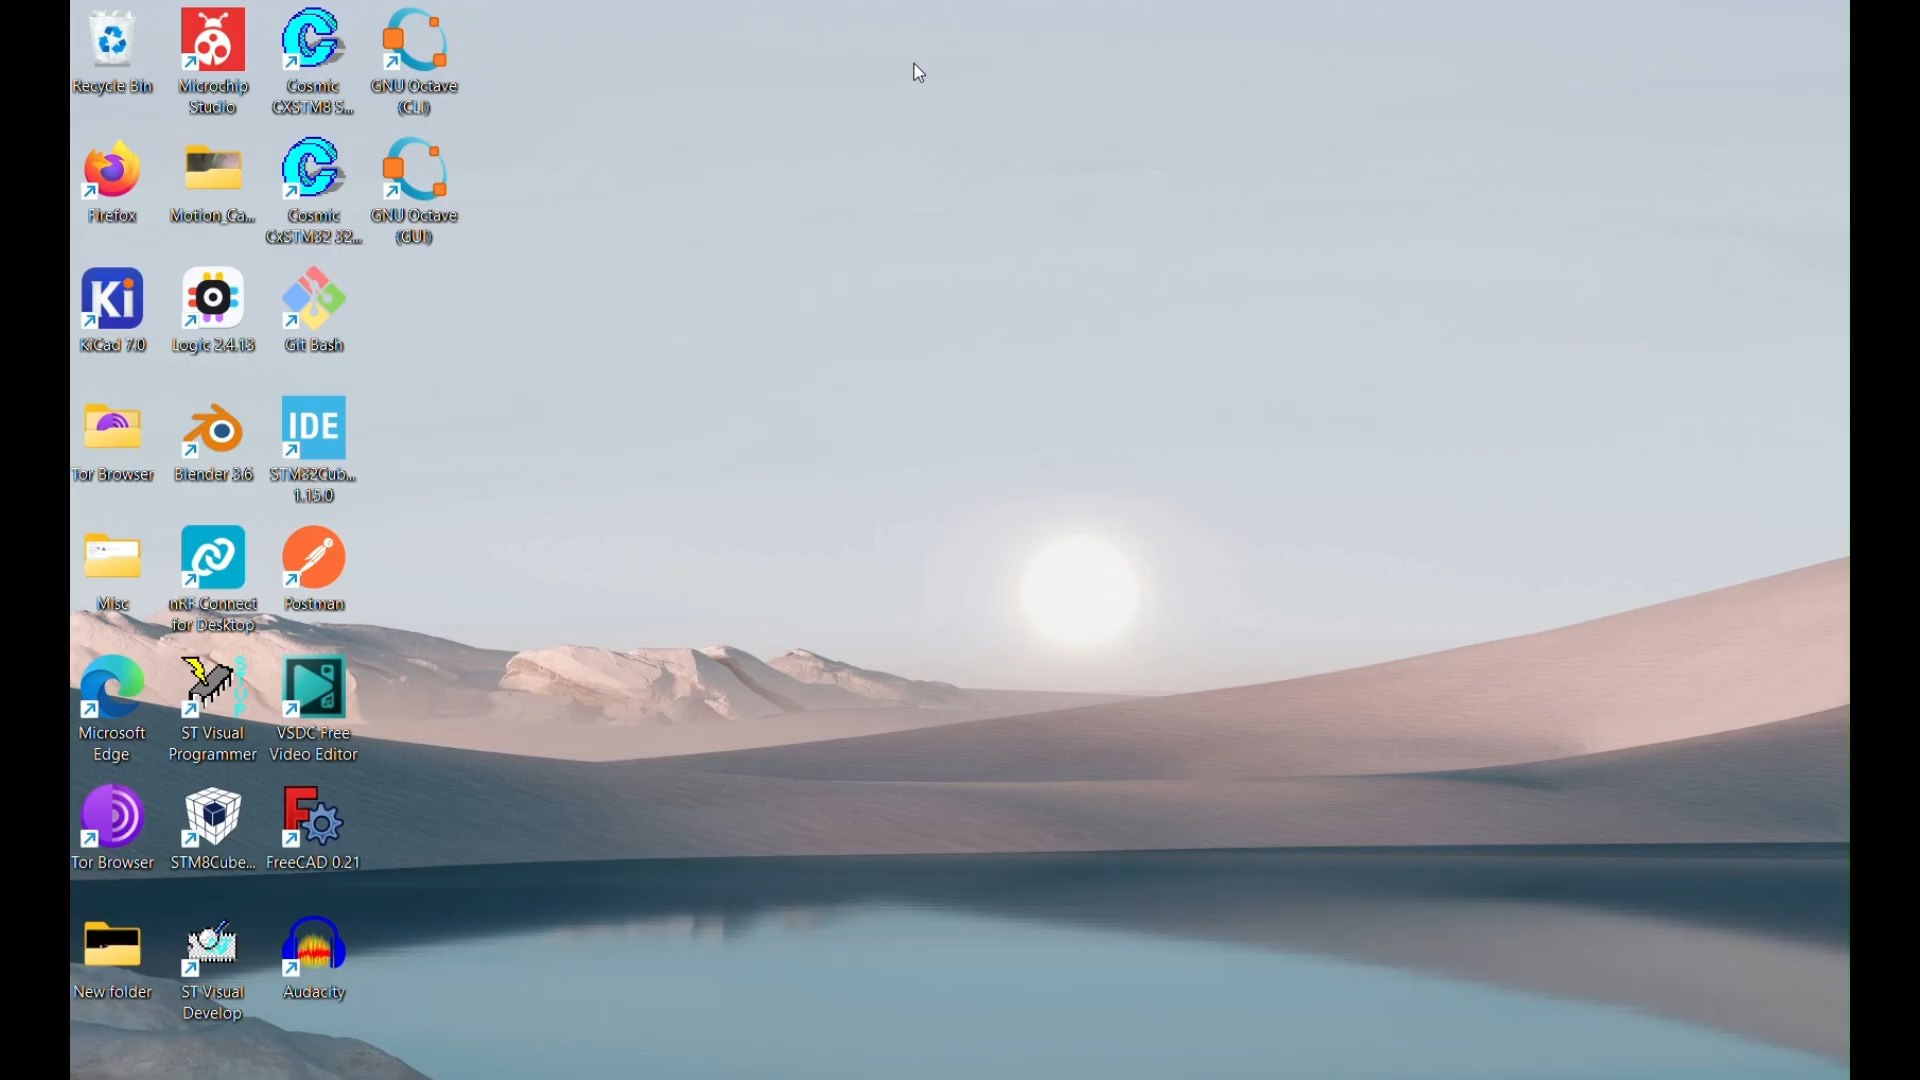 Recycle Bin
Microchip
Studio
Cosmic
CXSTM8 S...
GNU Octave
(CLI)
Firefox
Motion_Ca...
Cosmic
CxSTM32 32...
GNU Octave
(GUI)
Ki
KiCad 7.0
Logic 2.4.13
Git Bash
Tor Browser
Blender 3.6
IDE
STM32Cub...
1.15.0
Misc
nRF Connect
for Desktop
Postman
Microsoft
Edge
STVP
ST Visual
Programmer
VSDC Free
Video Editor
Tor Browser
STM8Cube...
FreeCAD 0.21
New folder
ST Visual
Develop
Audacity